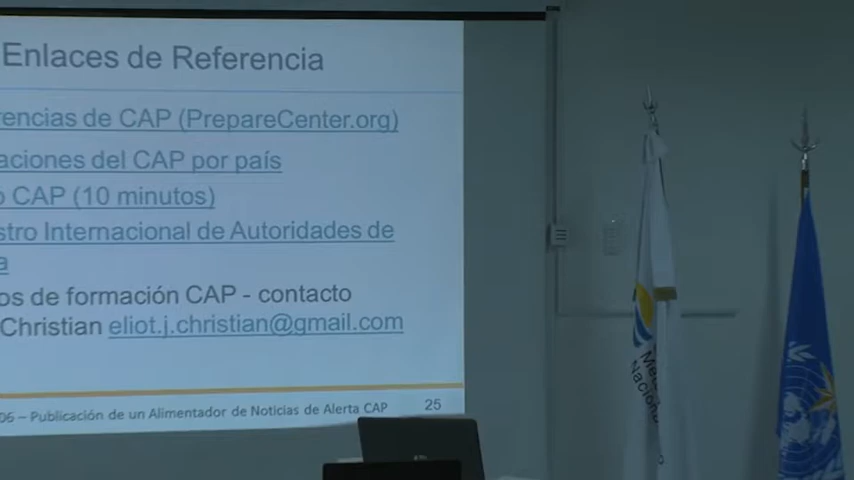 Enlaces de Referencia
erencias de CAP (PrepareCenter.org)
aciones del CAP por país
o CAP (10 minutos)
stro Internacional de Autoridades de
a
os de formación CAP - contacto
Christian eliot.j.christian@gmail.com
06 – Publicación de un Alimentador de Noticias de Alerta CAP 25
Nacional